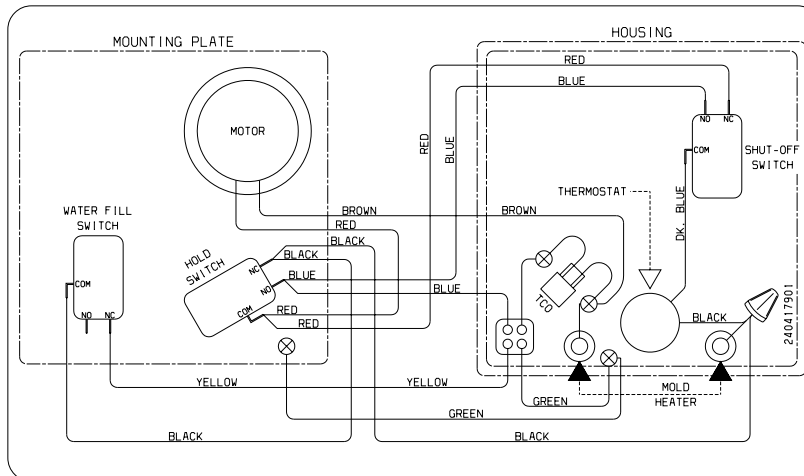 MOUNTING PLATE
HOUSING
RED
BLUE
MOTOR
RED
BLUE
NO
NC
COM
SHUT-OFF
SWITCH
THERMOSTAT
DK. BLUE
WATER FILL
SWITCH
BROWN
BROWN
RED
BLACK
BLACK
HOLD
SWITCH
NC
NO
COM
BLUE
BLUE
RED
RED
COM
NO
NC
TCO
BLACK
240417901
YELLOW
YELLOW
MOLD
HEATER
GREEN
GREEN
BLACK
BLACK